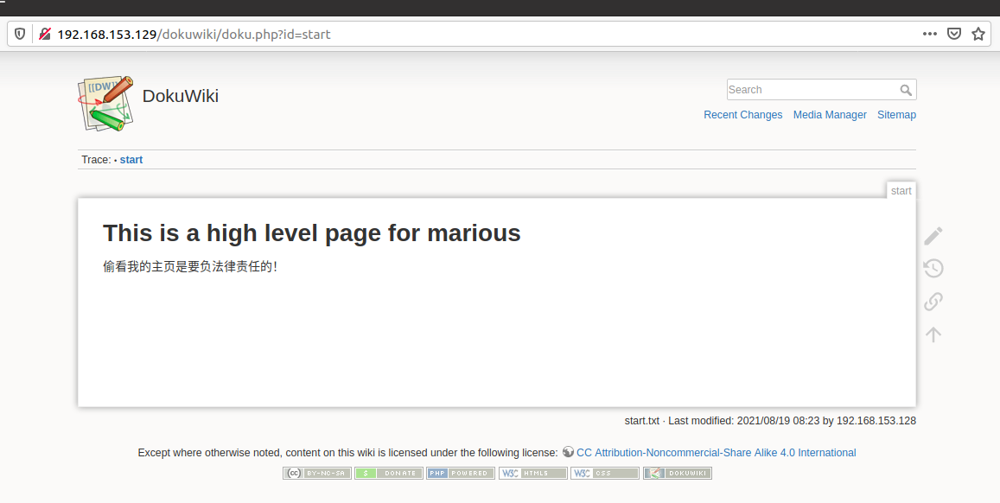 192.168.153.129/dokuwiki/doku.php?id=start
[[DW]]
DokuWiki
Search
Recent Changes Media Manager Sitemap
Trace: • start
start
This is a high level page for marious
偷看我的主页是要负法律责任的!
start.txt · Last modified: 2021/08/19 08:23 by 192.168.153.128
Except where otherwise noted, content on this wiki is licensed under the following license: CC Attribution-Noncommercial-Share Alike 4.0 International
(cc) BY-NC-SA $ DONATE PHP POWERED W3C HTML5 W3C CSS DOKUWIKI